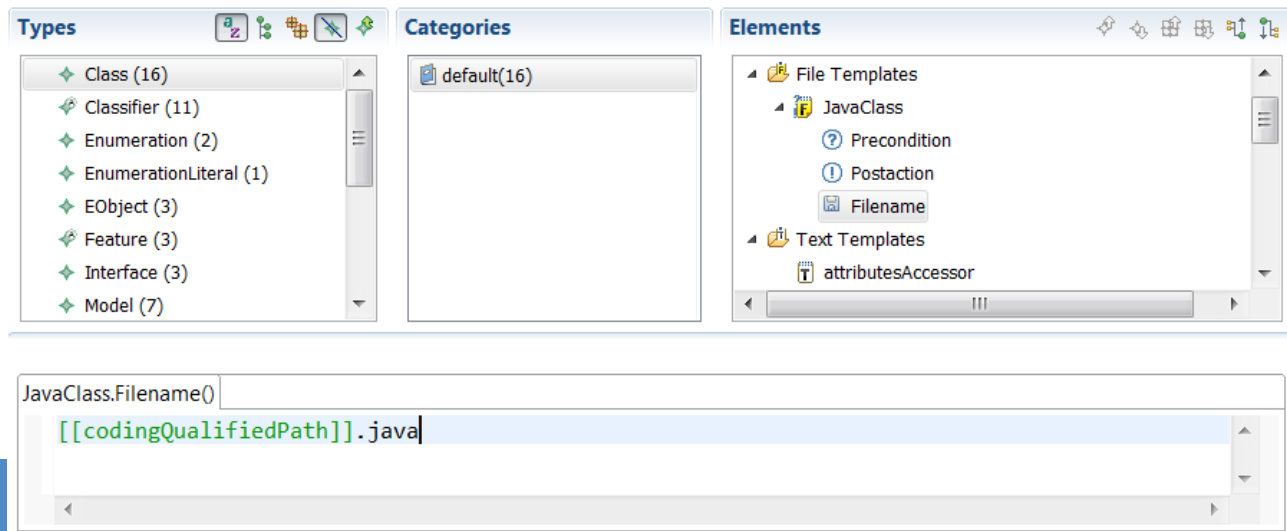 Types
Class (16)
Classifier (11)
Enumeration (2)
EnumerationLiteral (1)
EObject (3)
Feature (3)
Interface (3)
Model (7)
Categories
default(16)
Elements
File Templates
JavaClass
Precondition
Postaction
Filename
Text Templates
attributesAccessor
JavaClass.Filename()
[[codingQualifiedPath]].java